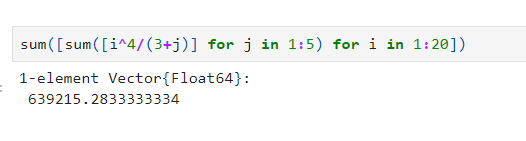 sum([sum([i^4/(3+j)] for j in 1:5) for i in 1:20])
1-element Vector{Float64}:
639215.2833333334